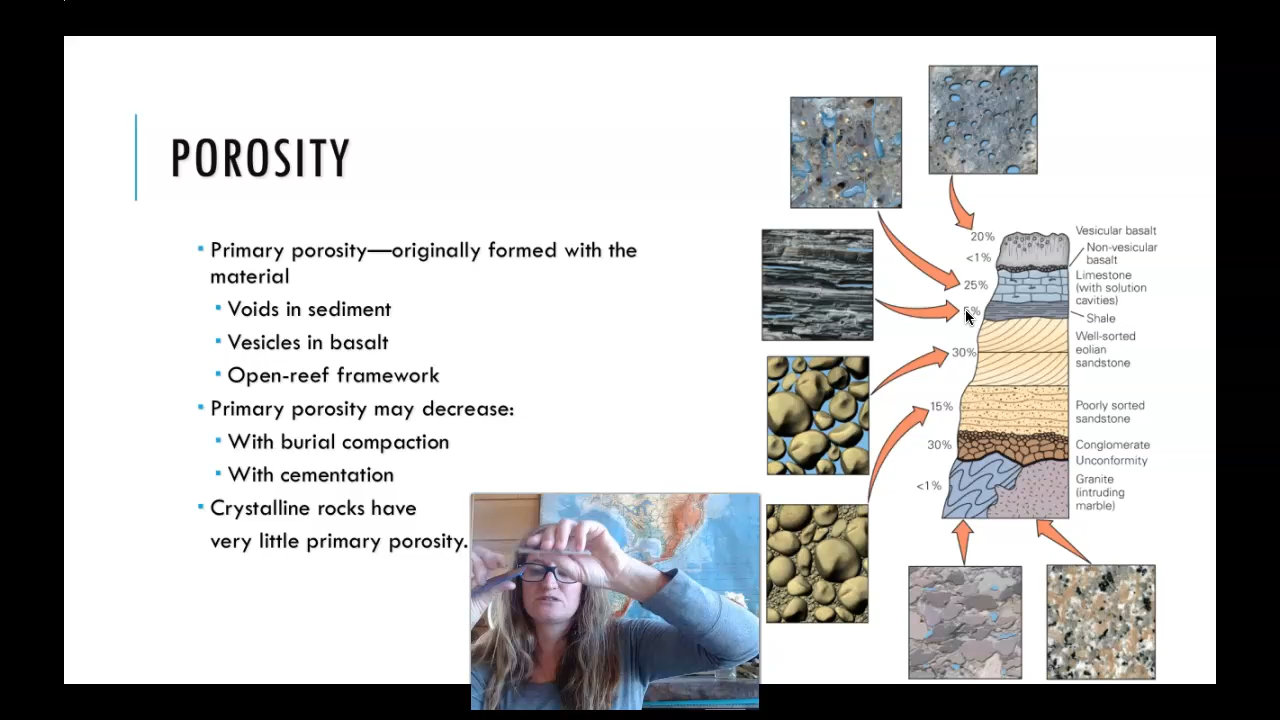 POROSITY
Primary porosity—originally formed with the
material
Voids in sediment
Vesicles in basalt
Open-reef framework
Primary porosity may decrease:
With burial compaction
With cementation
Crystalline rocks have
very little primary porosity.
20%
<1%
25%
30%
15%
30%
<1%
Vesicular basalt
Non-vesicular
basalt
Limestone
(with solution
cavities)
Shale
Well-sorted
eolian
sandstone
Poorly sorted
sandstone
Conglomerate
Unconformity
Granite
(intruding
marble)